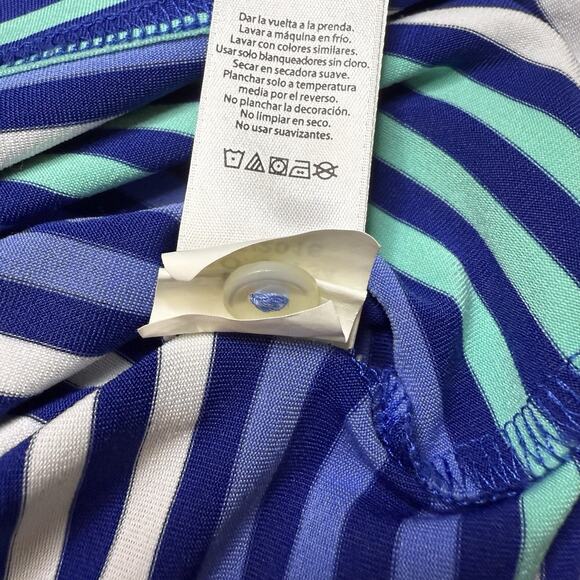 Dar la vuelta a la prenda.
Lavar a máquina en frío.
Lavar con colores similares.
Usar solo blanqueadores sin cloro.
Secar en secadora suave.
Planchar solo a temperatura
media por el reverso.
No planchar la decoración.
No limpiar en seco.
No usar suavizantes.